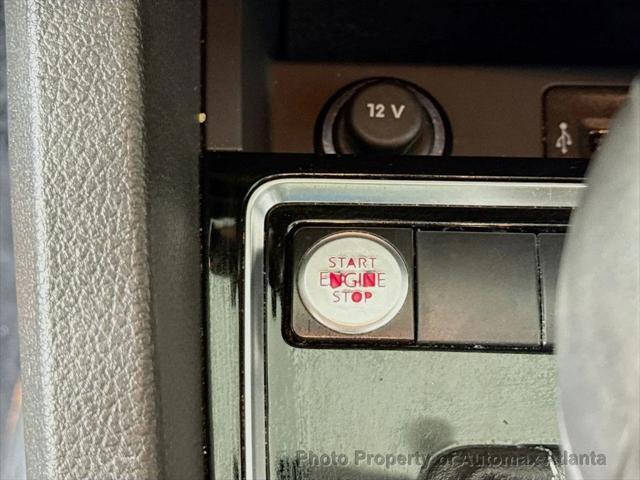 12 V
START
ENGINE
STOP
Photo Property of Automax Atlanta